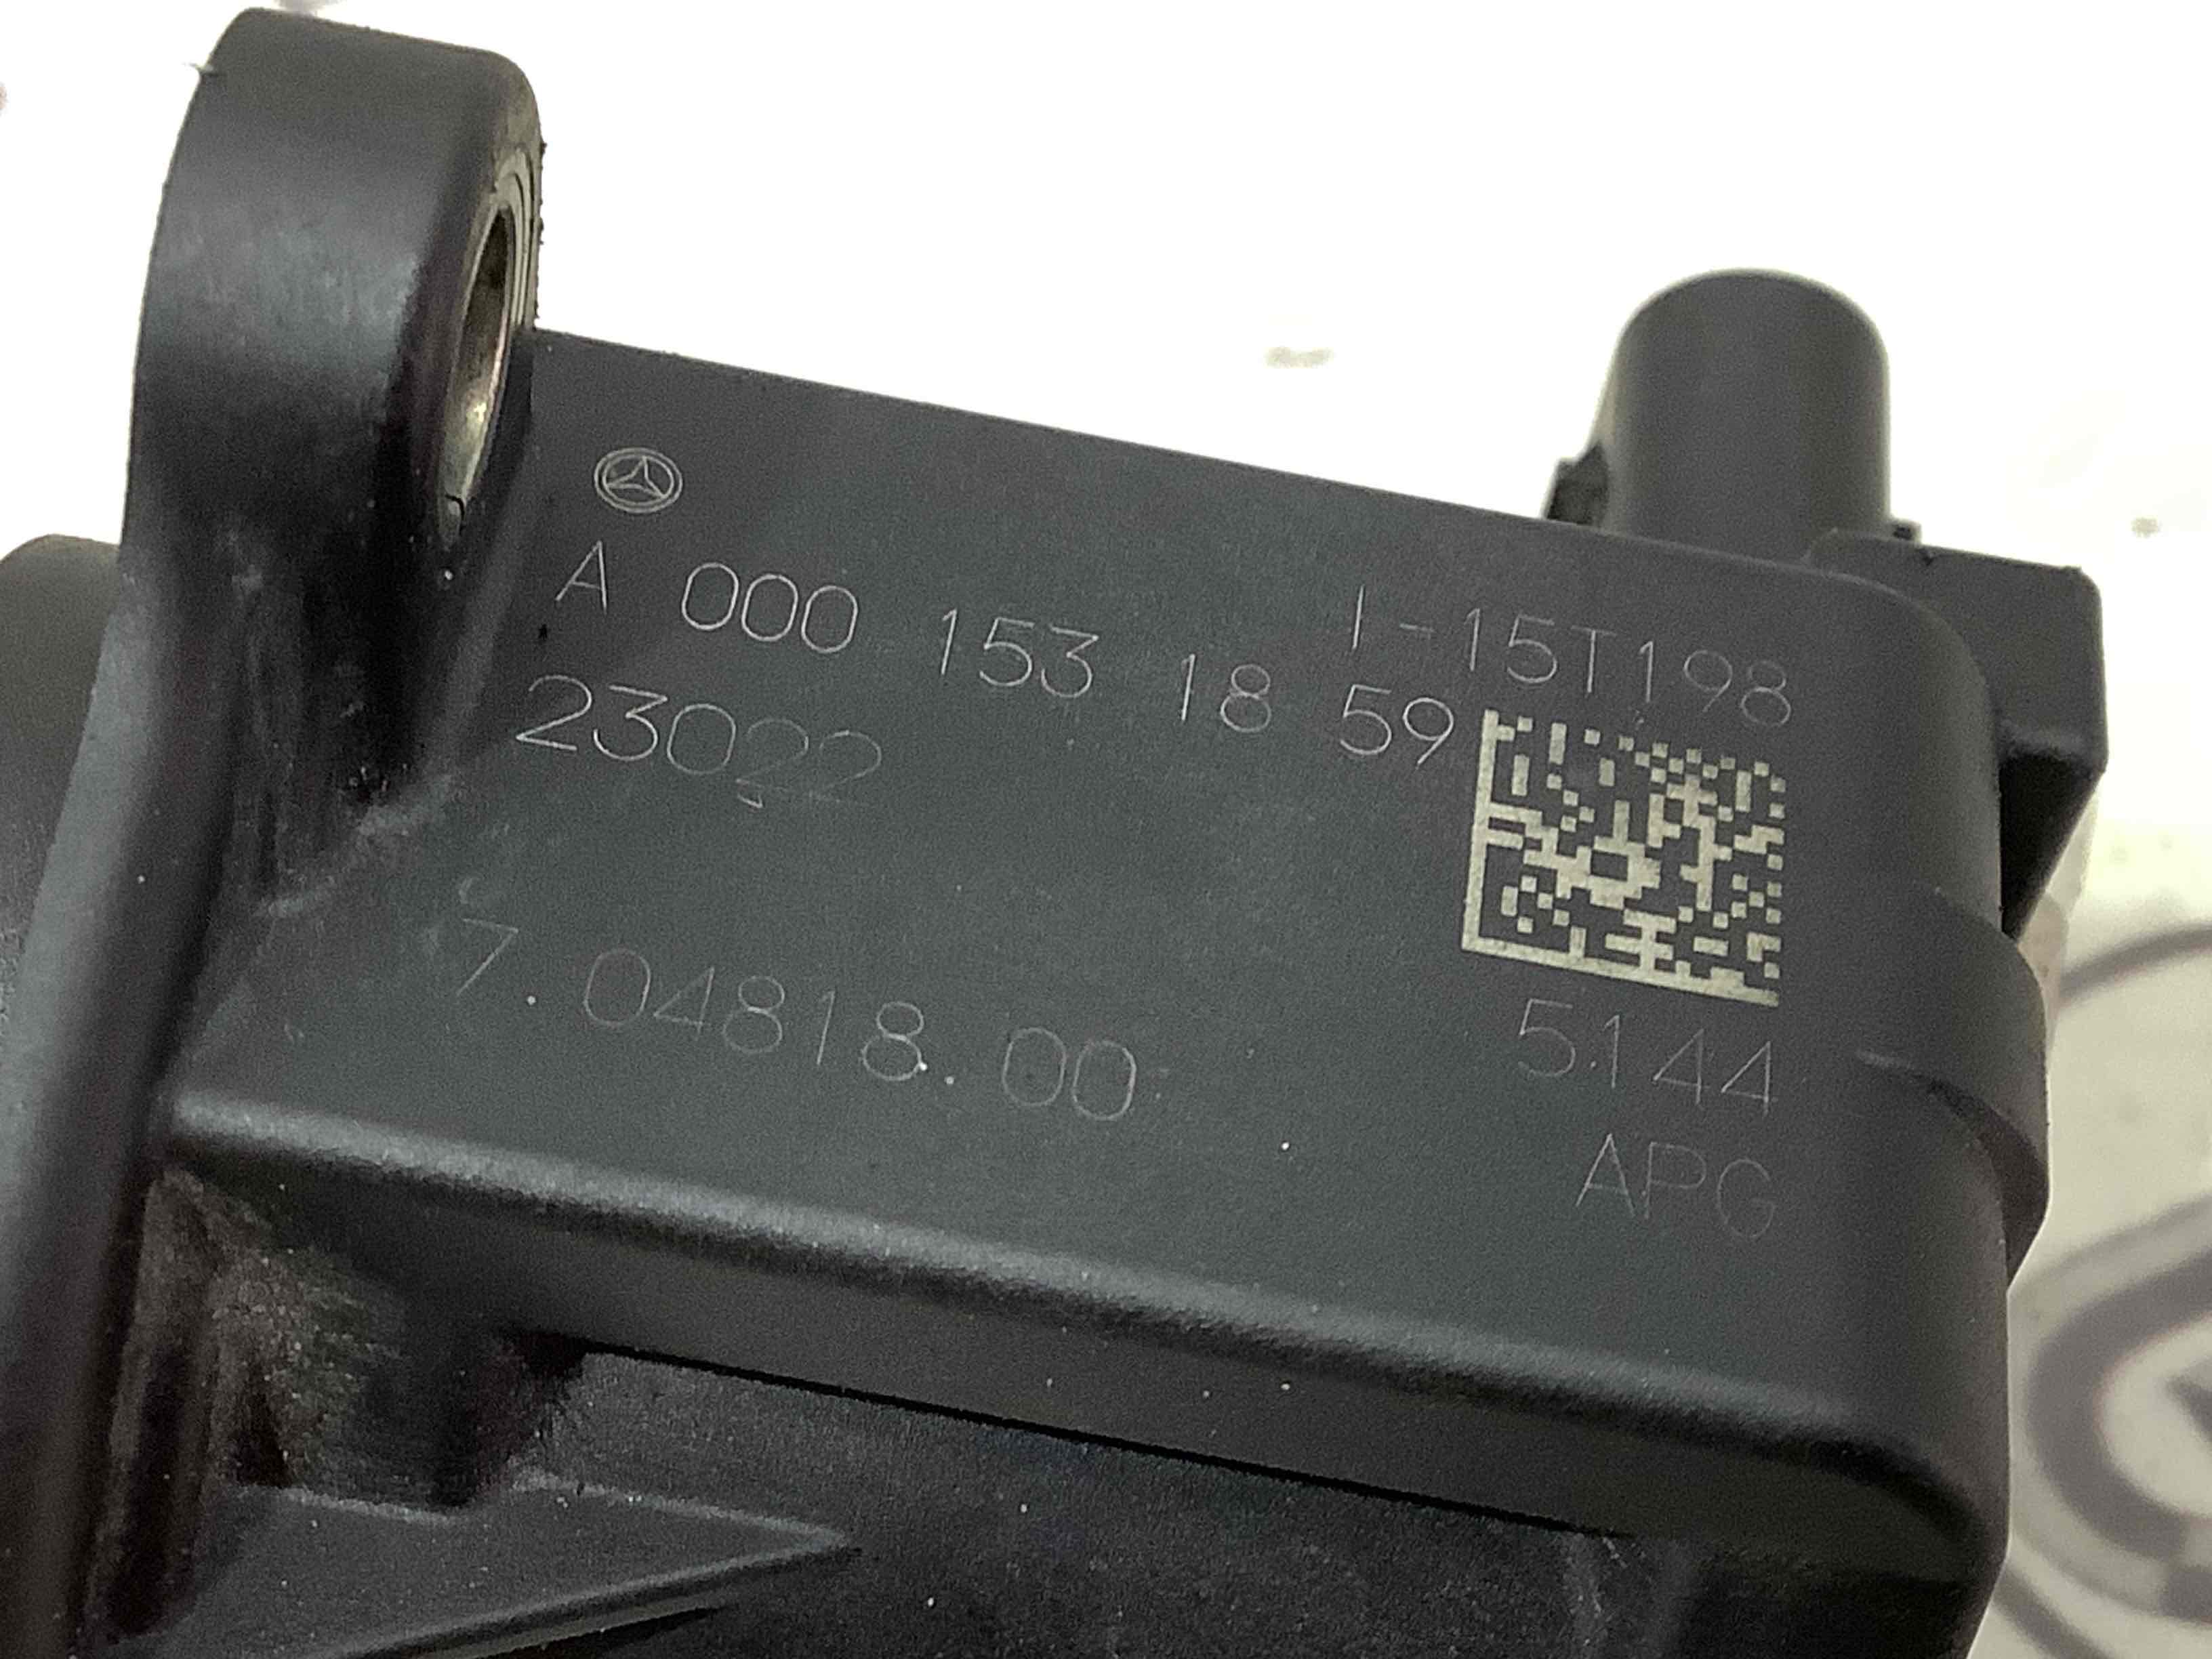 A 000 153 18 59
I-15T198
23022
7.04818.00
5144
APG